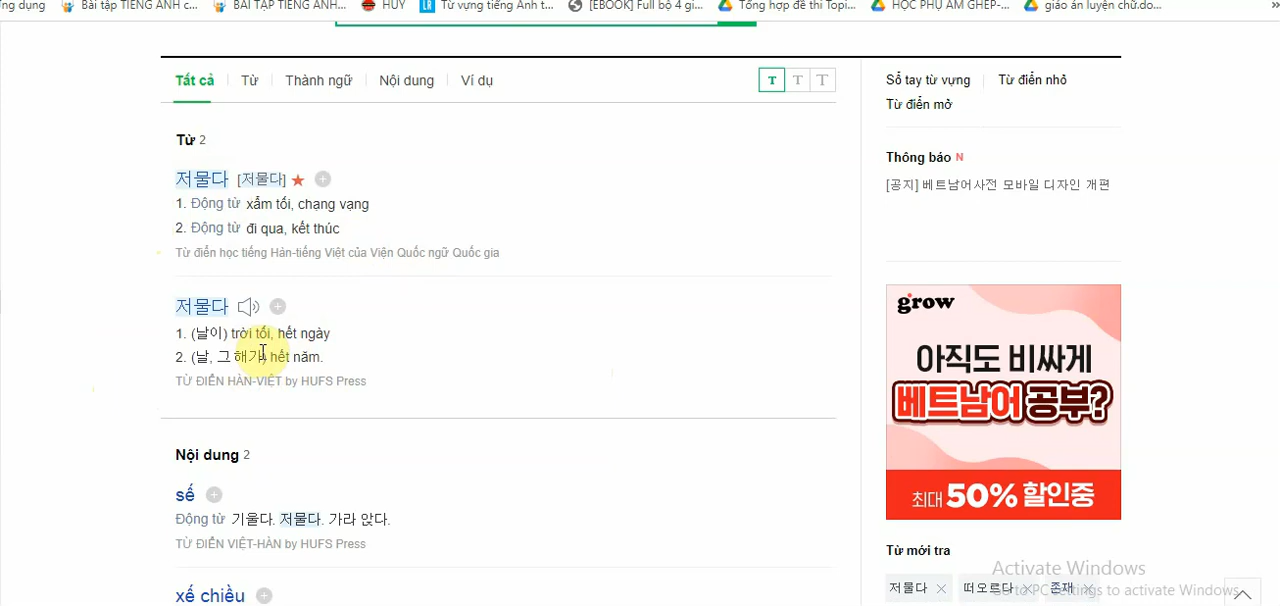 ng dụng Bài tập TIẾNG ANH c... BÀI TẬP TIẾNG ANH... HUY LR Từ vựng tiếng Anh t... [EBOOK] Full bộ 4 gi... Tổng hợp đề thi Topi... HỌC PHỤ ÂM GHÉP-... giáo án luyện chữ.do... »
Tất cả Từ Thành ngữ Nội dung Ví dụ T T T
Từ 2
저물다 [저물다] ★
1. Động từ xẩm tối, chạng vạng
2. Động từ đi qua, kết thúc
Từ điển học tiếng Hàn-tiếng Việt của Viện Quốc ngữ Quốc gia
저물다
1. (날이) trời tối, hết ngày
2. (날, 그 해가) hết năm.
TỪ ĐIỂN HÀN-VIỆT by HUFS Press
Nội dung 2
sế
Động từ 기울다. 저물다. 가라 앉다.
TỪ ĐIỂN VIỆT-HÀN by HUFS Press
xế chiều
Sổ tay từ vựng Từ điển nhỏ
Từ điển mở
Thông báo N
[공지] 베트남어사전 모바일 디자인 개편
grow
아직도 비싸게
베트남어 공부?
최대 50% 할인중
Từ mới tra
저물다 떠오르다 존재
Activate Windows
Go to PC settings to activate Windows.